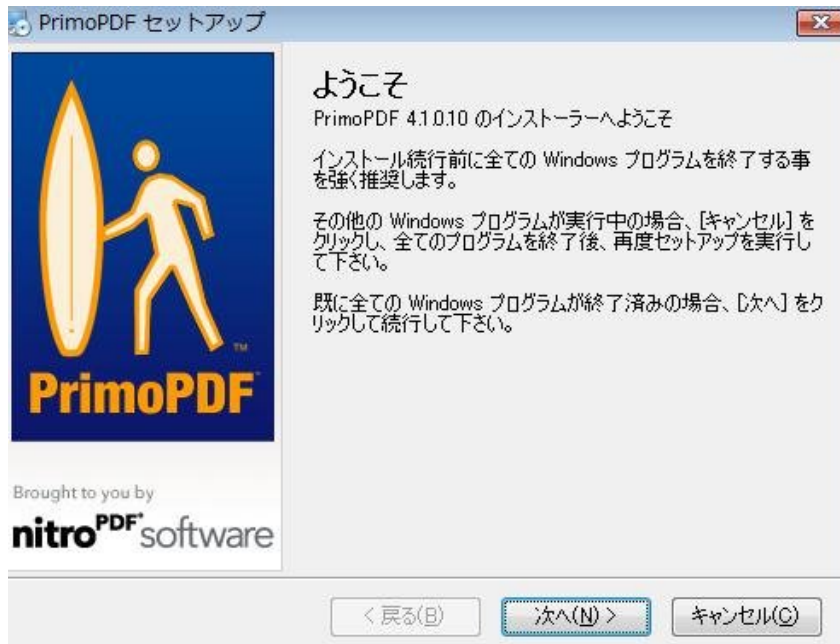 PrimoPDF セットアップ
ようこそ
PrimoPDF 4.1.0.10 のインストーラーへようこそ
インストール続行前に全ての Windows プログラムを終了する事
を強く推奨します。
その他の Windows プログラムが実行中の場合、[キャンセル] を
クリックし、全てのプログラムを終了後、再度セットアップを実行し
て下さい。
既に全ての Windows プログラムが終了済みの場合、[次へ] をク
リックして続行して下さい。
TM
PrimoPDF
Brought to you by
nitroPDF software
< 戻る(B)
次へ(N) >
キャンセル(C)